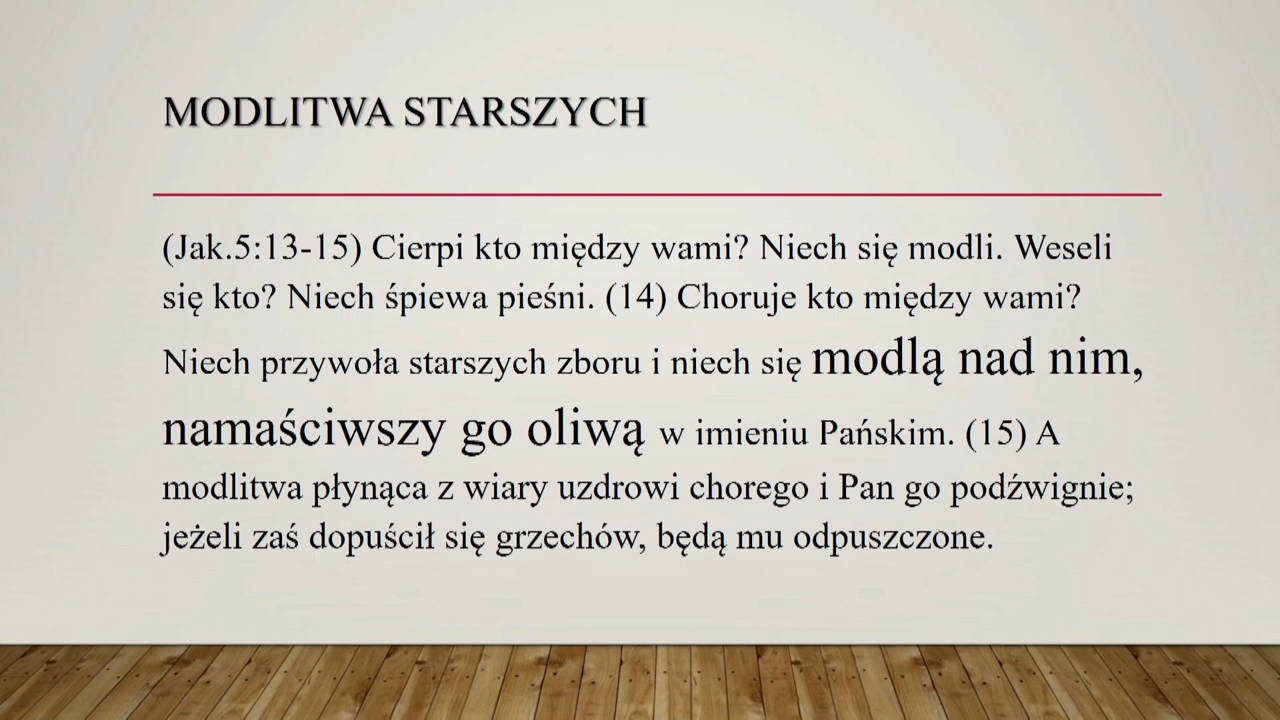 MODLITWA STARSZYCH
(Jak.5:13-15) Cierpi kto między wami? Niech się modli. Weseli
się kto? Niech śpiewa pieśni. (14) Choruje kto między wami?
Niech przywoła starszych zboru i niech się modlą nad nim,
namaściwszy go oliwą w imieniu Pańskim. (15) A
modlitwa płynąca z wiary uzdrowi chorego i Pan go podźwignie;
jeżeli zaś dopuścił się grzechów, będą mu odpuszczone.